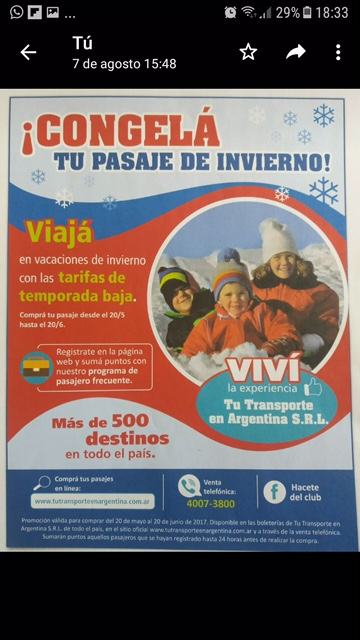 29% 18:33
Tú
7 de agosto 15:48
¡CONGELÁ
TU PASAJE DE INVIERNO!
Viajá
en vacaciones de invierno
con las tarifas de
temporada baja.
Comprá tu pasaje desde el 20/5
hasta el 20/6.
Registrate en la página
web y sumá puntos con
nuestro programa de
pasajero frecuente.
VIVÍ
la experiencia
Tu Transporte
en Argentina S.R.L.
Más de 500
destinos
en todo el país.
Comprá tus pasajes
en línea:
www.tutransporteenargentina.com.ar
Venta
telefónica:
4007-3800
Hacete
del club
Promoción válida para comprar del 20 de mayo al 20 de junio de 2017. Disponible en las boleterías de Tu Transporte en
Argentina S.R.L. de todo el país, en el sitio oficial www.tutransporteenargentina.com.ar y a través de la venta telefónica.
Sumarán puntos aquellos pasajeros que se hayan registrado hasta 24 horas antes de realizar la compra.